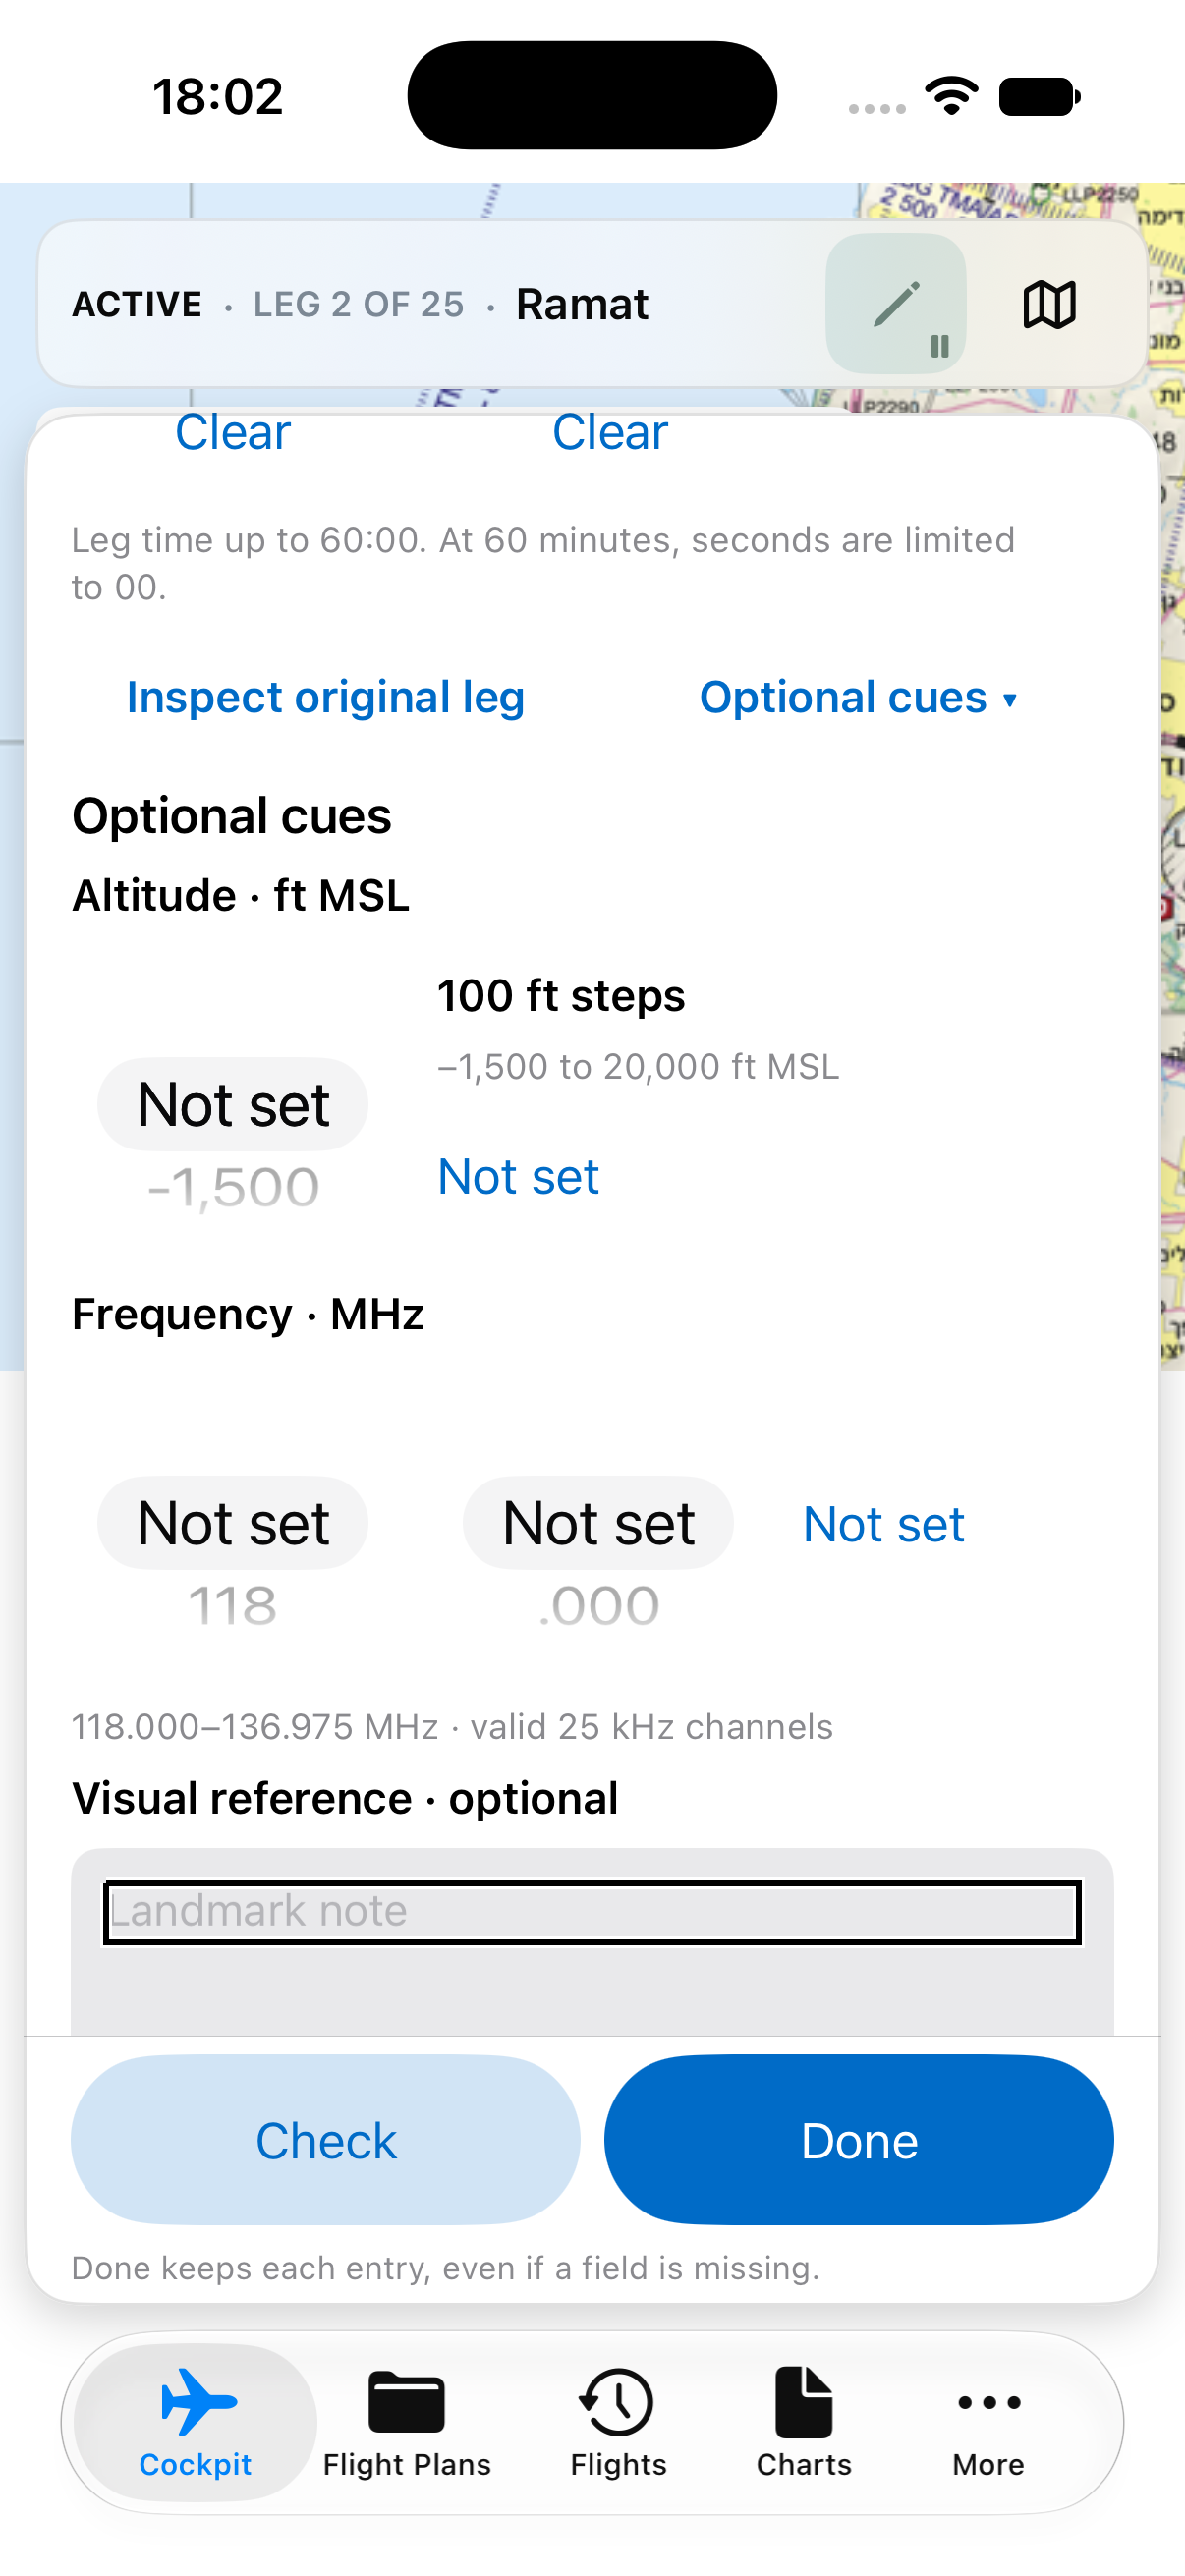 18:02
2 500
LLP2250
ACTIVE · LEG 2 OF 25 · Ramat
LLP2290
Clear Clear
Leg time up to 60:00. At 60 minutes, seconds are limited
to 00.
Inspect original leg Optional cues ▾
Optional cues
Altitude · ft MSL
100 ft steps
–1,500 to 20,000 ft MSL
Not set
-1,500
Not set
Frequency · MHz
Not set Not set Not set
118 .000
118.000–136.975 MHz · valid 25 kHz channels
Visual reference · optional
Landmark note
Check Done
Done keeps each entry, even if a field is missing.
Cockpit Flight Plans Flights Charts More